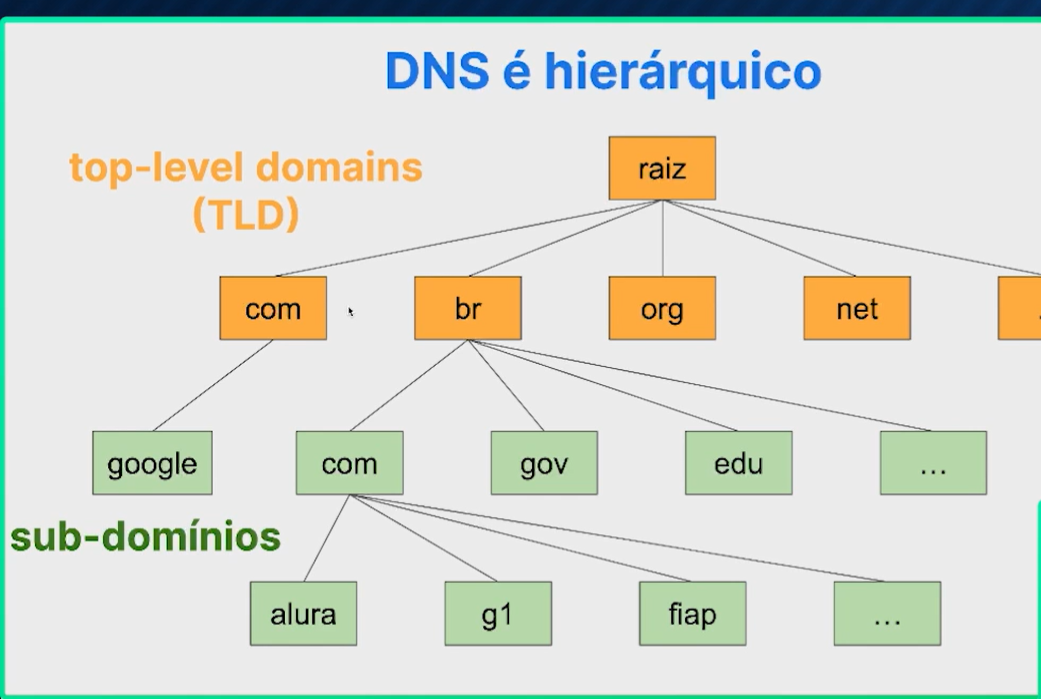 DNS é hierárquico
top-level domains
(TLD)
raiz
com
br
org
net
google
com
gov
edu
...
sub-domínios
alura
g1
fiap
...